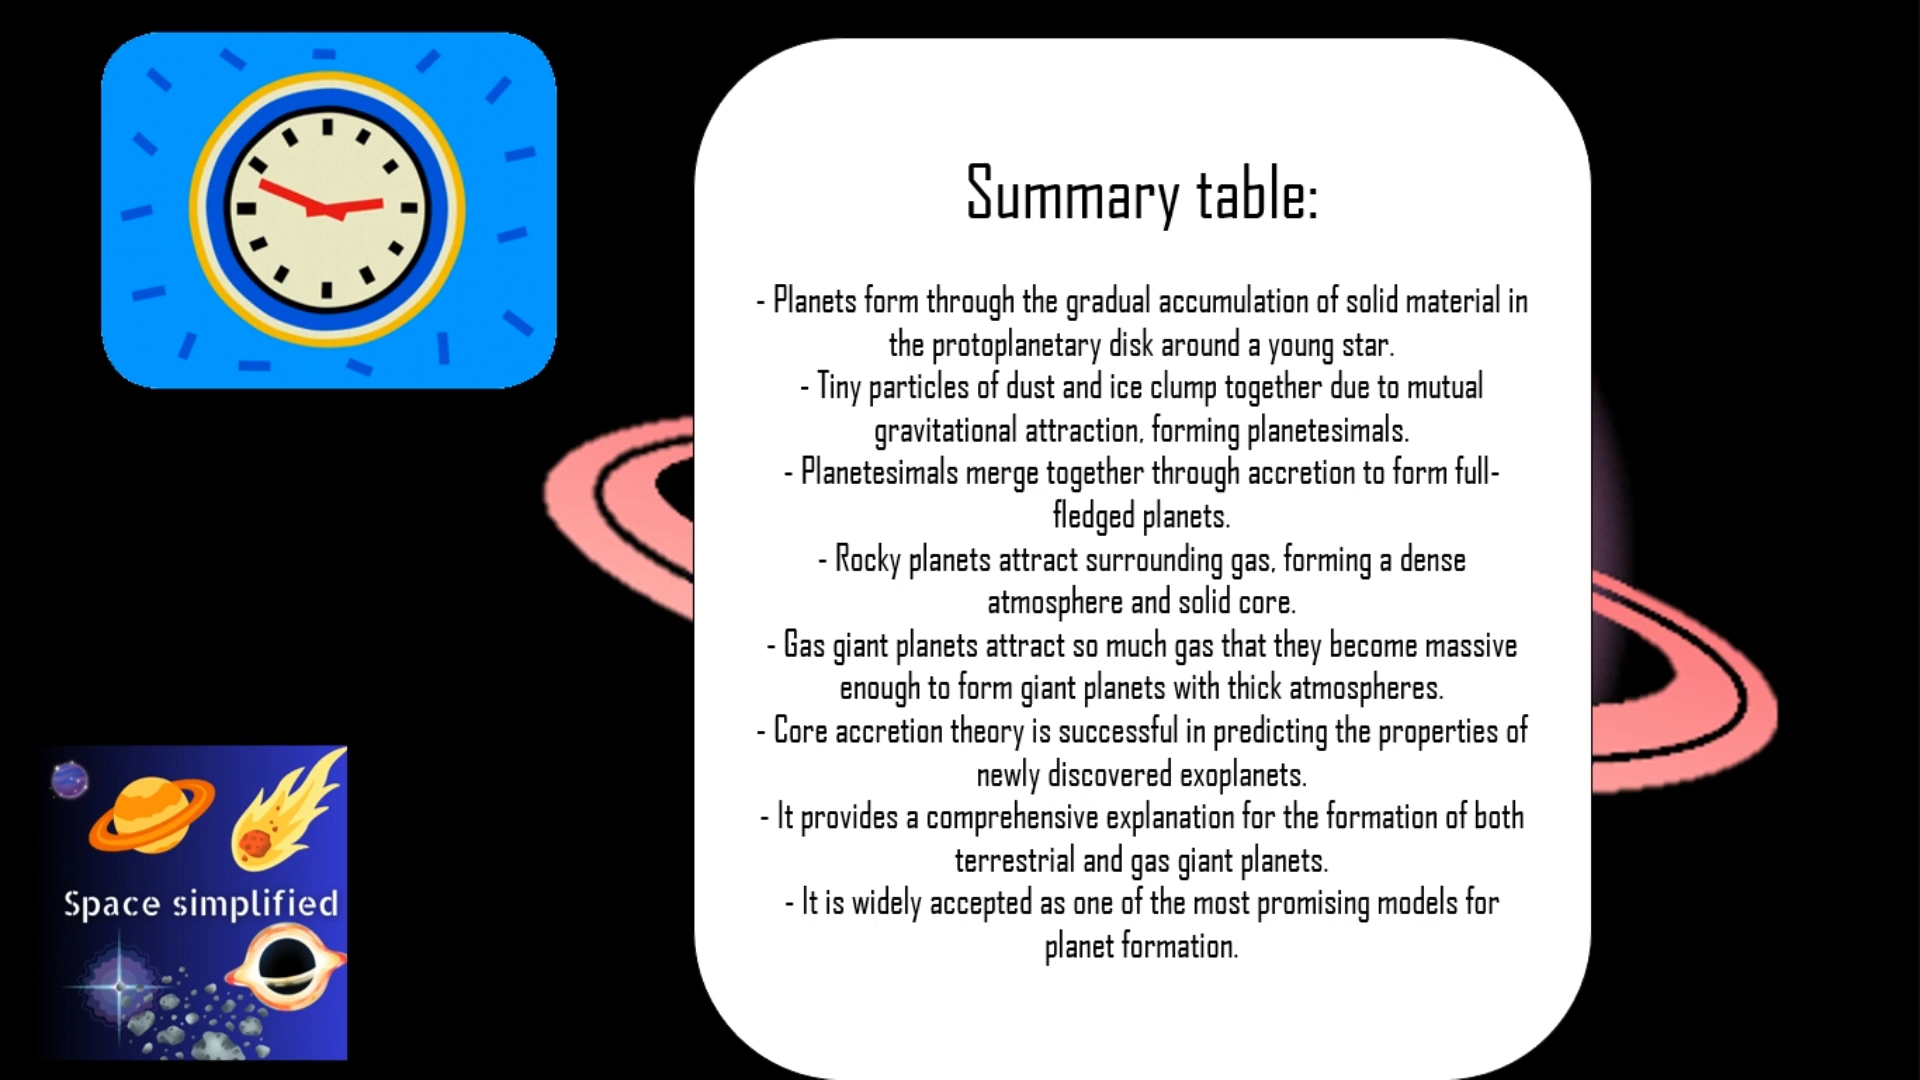 Summary table:
- Planets form through the gradual accumulation of solid material in
the protoplanetary disk around a young star.
- Tiny particles of dust and ice clump together due to mutual
gravitational attraction, forming planetesimals.
- Planetesimals merge together through accretion to form full-
fledged planets.
- Rocky planets attract surrounding gas, forming a dense
atmosphere and solid core.
- Gas giant planets attract so much gas that they become massive
enough to form giant planets with thick atmospheres.
- Core accretion theory is successful in predicting the properties of
newly discovered exoplanets.
- It provides a comprehensive explanation for the formation of both
terrestrial and gas giant planets.
- It is widely accepted as one of the most promising models for
planet formation.
Space simplified